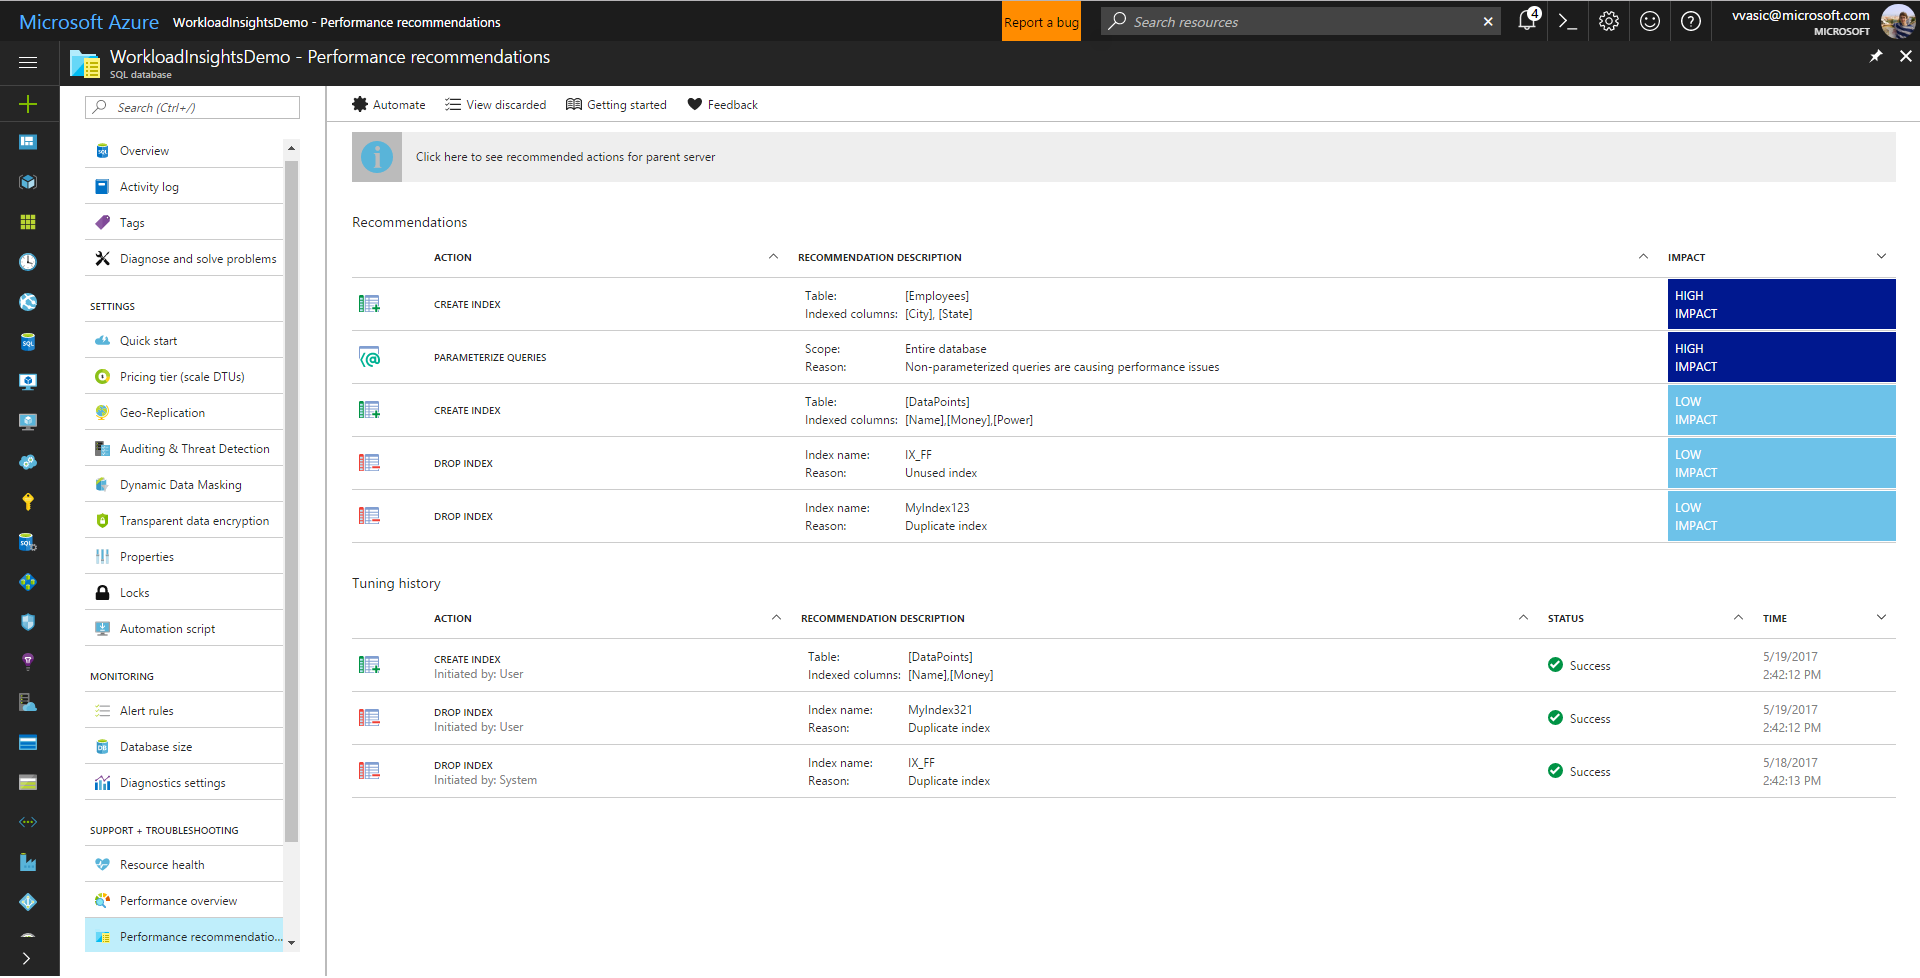 Microsoft Azure WorkloadInsightsDemo - Performance recommendations
Report a bug
Search resources
4
vvasic@microsoft.com
MICROSOFT
WorkloadInsightsDemo - Performance recommendations
SQL database
Search (Ctrl+/)
Overview
Activity log
Tags
Diagnose and solve problems
SETTINGS
Quick start
Pricing tier (scale DTUs)
Geo-Replication
Auditing & Threat Detection
Dynamic Data Masking
Transparent data encryption
Properties
Locks
Automation script
MONITORING
Alert rules
Database size
Diagnostics settings
SUPPORT + TROUBLESHOOTING
Resource health
Performance overview
Performance recommendatio...
Automate View discarded Getting started Feedback
Click here to see recommended actions for parent server
Recommendations
ACTION RECOMMENDATION DESCRIPTION IMPACT
CREATE INDEX
Table: [Employees]
Indexed columns: [City], [State]
HIGH
IMPACT
PARAMETERIZE QUERIES
Scope: Entire database
Reason: Non-parameterized queries are causing performance issues
HIGH
IMPACT
CREATE INDEX
Table: [DataPoints]
Indexed columns: [Name],[Money],[Power]
LOW
IMPACT
DROP INDEX
Index name: IX_FF
Reason: Unused index
LOW
IMPACT
DROP INDEX
Index name: MyIndex123
Reason: Duplicate index
LOW
IMPACT
Tuning history
ACTION RECOMMENDATION DESCRIPTION STATUS TIME
CREATE INDEX
Initiated by: User
Table: [DataPoints]
Indexed columns: [Name],[Money]
Success
5/19/2017
2:42:12 PM
DROP INDEX
Initiated by: User
Index name: MyIndex321
Reason: Duplicate index
Success
5/19/2017
2:42:12 PM
DROP INDEX
Initiated by: System
Index name: IX_FF
Reason: Duplicate index
Success
5/18/2017
2:42:13 PM